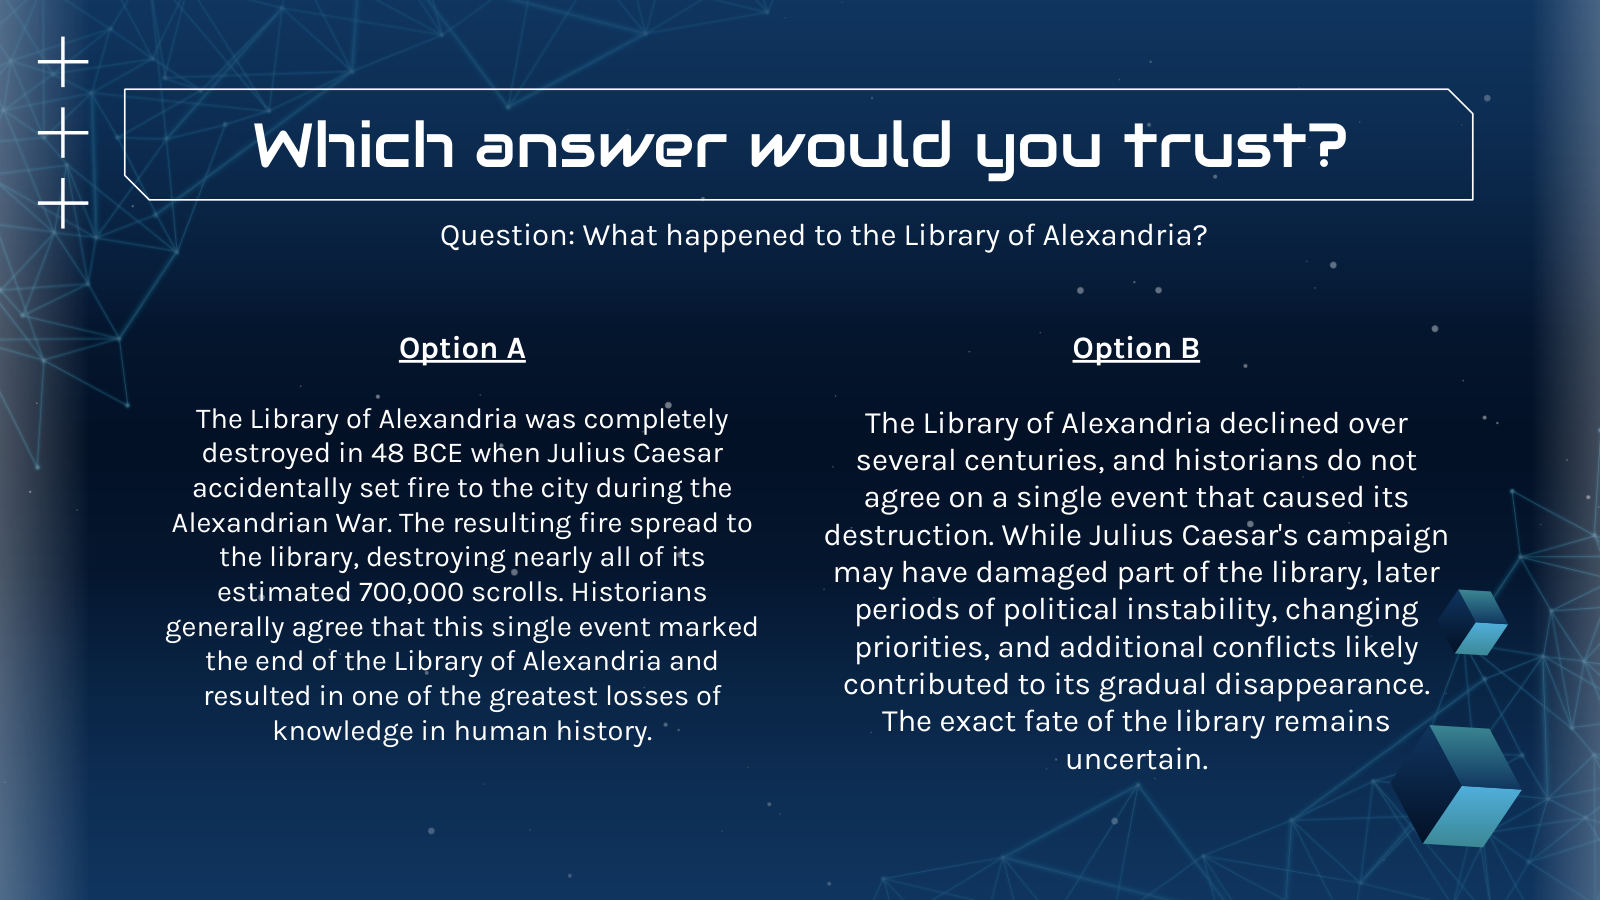 Which answer would you trust?
Question: What happened to the Library of Alexandria?
Option A
The Library of Alexandria was completely
destroyed in 48 BCE when Julius Caesar
accidentally set fire to the city during the
Alexandrian War. The resulting fire spread to
the library, destroying nearly all of its
estimated 700,000 scrolls. Historians
generally agree that this single event marked
the end of the Library of Alexandria and
resulted in one of the greatest losses of
knowledge in human history.
Option B
The Library of Alexandria declined over
several centuries, and historians do not
agree on a single event that caused its
destruction. While Julius Caesar's campaign
may have damaged part of the library, later
periods of political instability, changing
priorities, and additional conflicts likely
contributed to its gradual disappearance.
The exact fate of the library remains
uncertain.